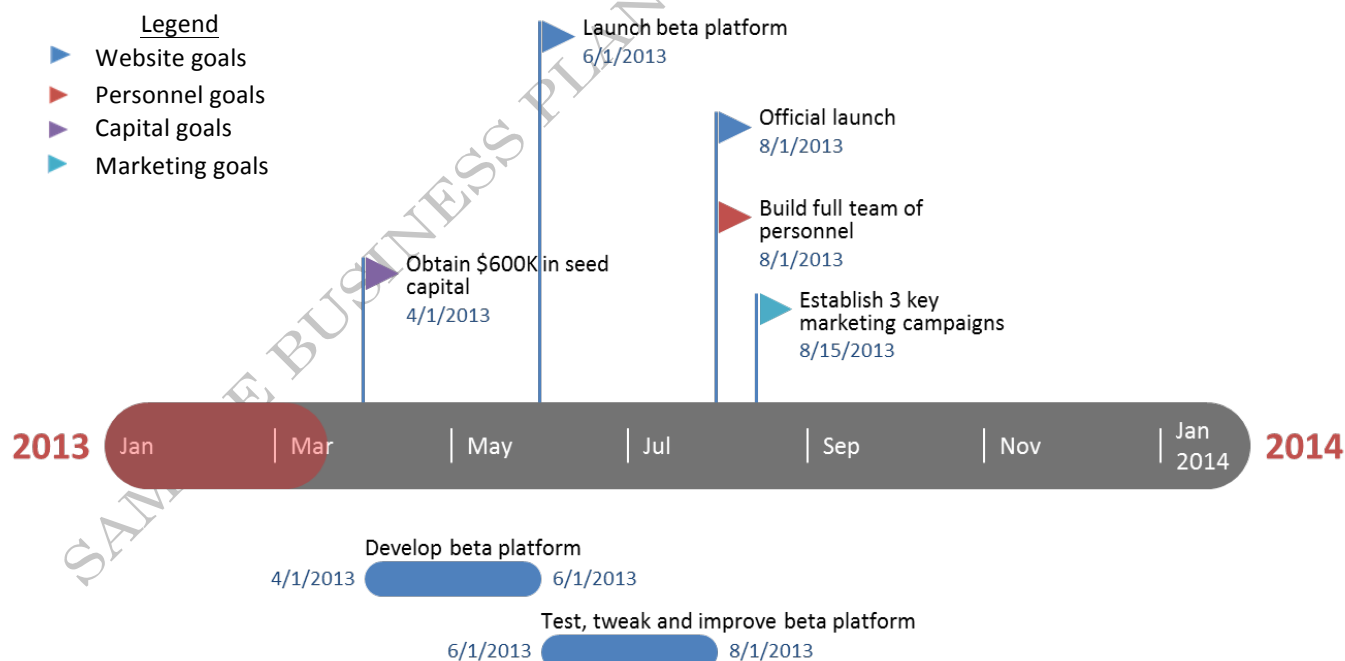 Legend
Website goals
Personnel goals
Capital goals
Marketing goals
Launch beta platform
6/1/2013
Official launch
8/1/2013
Build full team of
personnel
8/1/2013
Obtain $600K in seed
capital
4/1/2013
Establish 3 key
marketing campaigns
8/15/2013
2013
Jan
Mar
May
Jul
Sep
Nov
Jan
2014
2014
Develop beta platform
4/1/2013
6/1/2013
Test, tweak and improve beta platform
6/1/2013
8/1/2013
SAMPLE BUSINESS PLAN